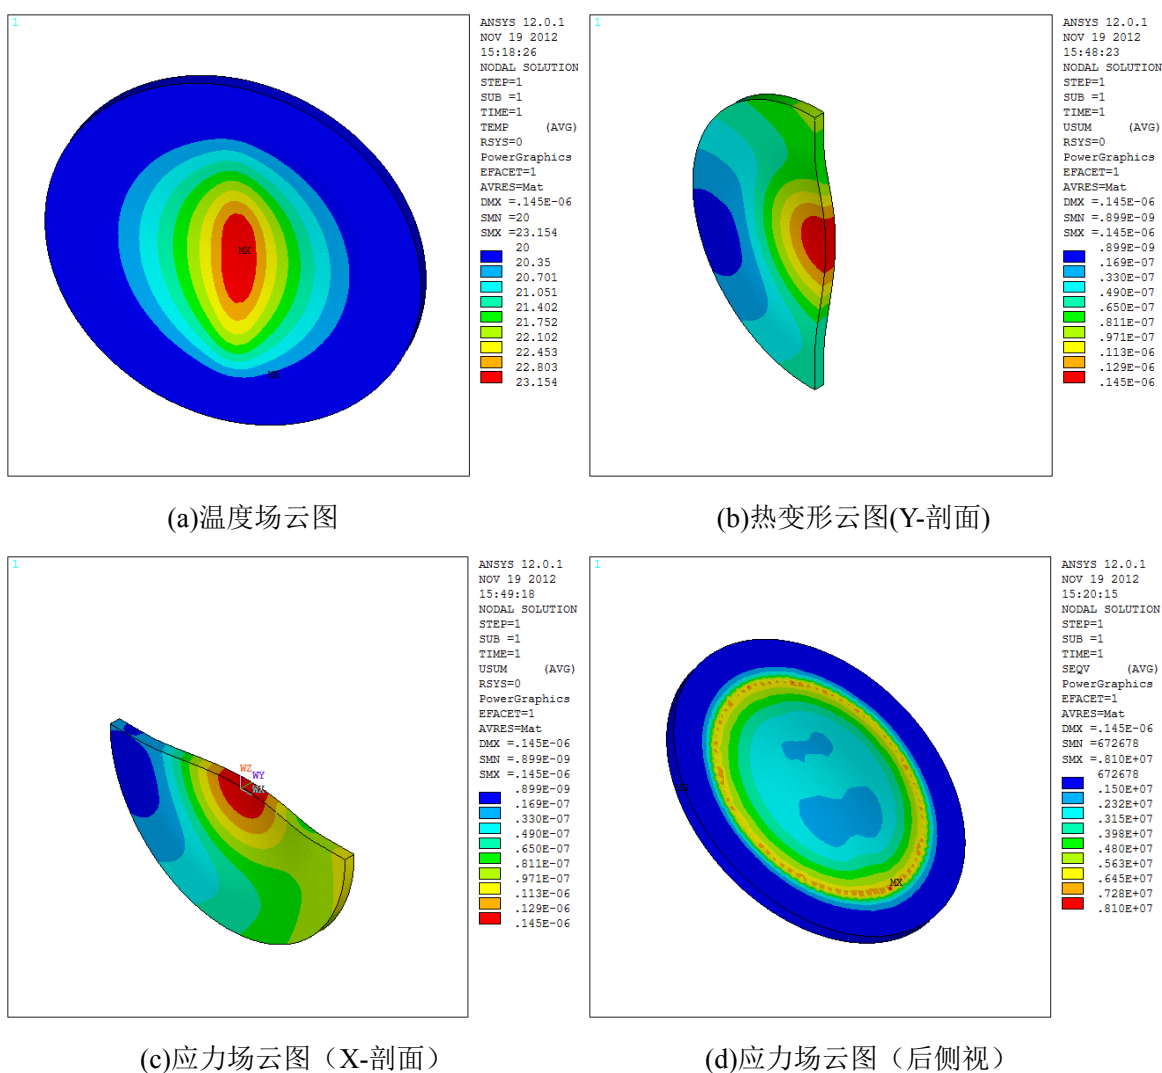 1
ANSYS 12.0.1
NOV 19 2012
15:18:26
NODAL SOLUTION
STEP=1
SUB =1
TIME=1
TEMP (AVG)
RSYS=0
PowerGraphics
EFACET=1
AVRES=Mat
DMX =.145E-06
SMN =20
SMX =23.154
20
20.35
20.701
21.051
21.402
21.752
22.102
22.453
22.803
23.154
MX
(a)温度场云图
1
ANSYS 12.0.1
NOV 19 2012
15:48:23
NODAL SOLUTION
STEP=1
SUB =1
TIME=1
USUM (AVG)
RSYS=0
PowerGraphics
EFACET=1
AVRES=Mat
DMX =.145E-06
SMN =.899E-09
SMX =.145E-06
.899E-09
.169E-07
.330E-07
.490E-07
.650E-07
.811E-07
.971E-07
.113E-06
.129E-06
.145E-06
(b)热变形云图(Y-剖面)
1
ANSYS 12.0.1
NOV 19 2012
15:49:18
NODAL SOLUTION
STEP=1
SUB =1
TIME=1
USUM (AVG)
RSYS=0
PowerGraphics
EFACET=1
AVRES=Mat
DMX =.145E-06
SMN =.899E-09
SMX =.145E-06
.899E-09
.169E-07
.330E-07
.490E-07
.650E-07
.811E-07
.971E-07
.113E-06
.129E-06
.145E-06
WZ
WY
WX
(c)应力场云图（X-剖面）
1
ANSYS 12.0.1
NOV 19 2012
15:20:15
NODAL SOLUTION
STEP=1
SUB =1
TIME=1
SEQV (AVG)
PowerGraphics
EFACET=1
AVRES=Mat
DMX =.145E-06
SMN =672678
SMX =.810E+07
672678
.150E+07
.232E+07
.315E+07
.398E+07
.480E+07
.563E+07
.645E+07
.728E+07
.810E+07
MX
(d)应力场云图（后侧视）